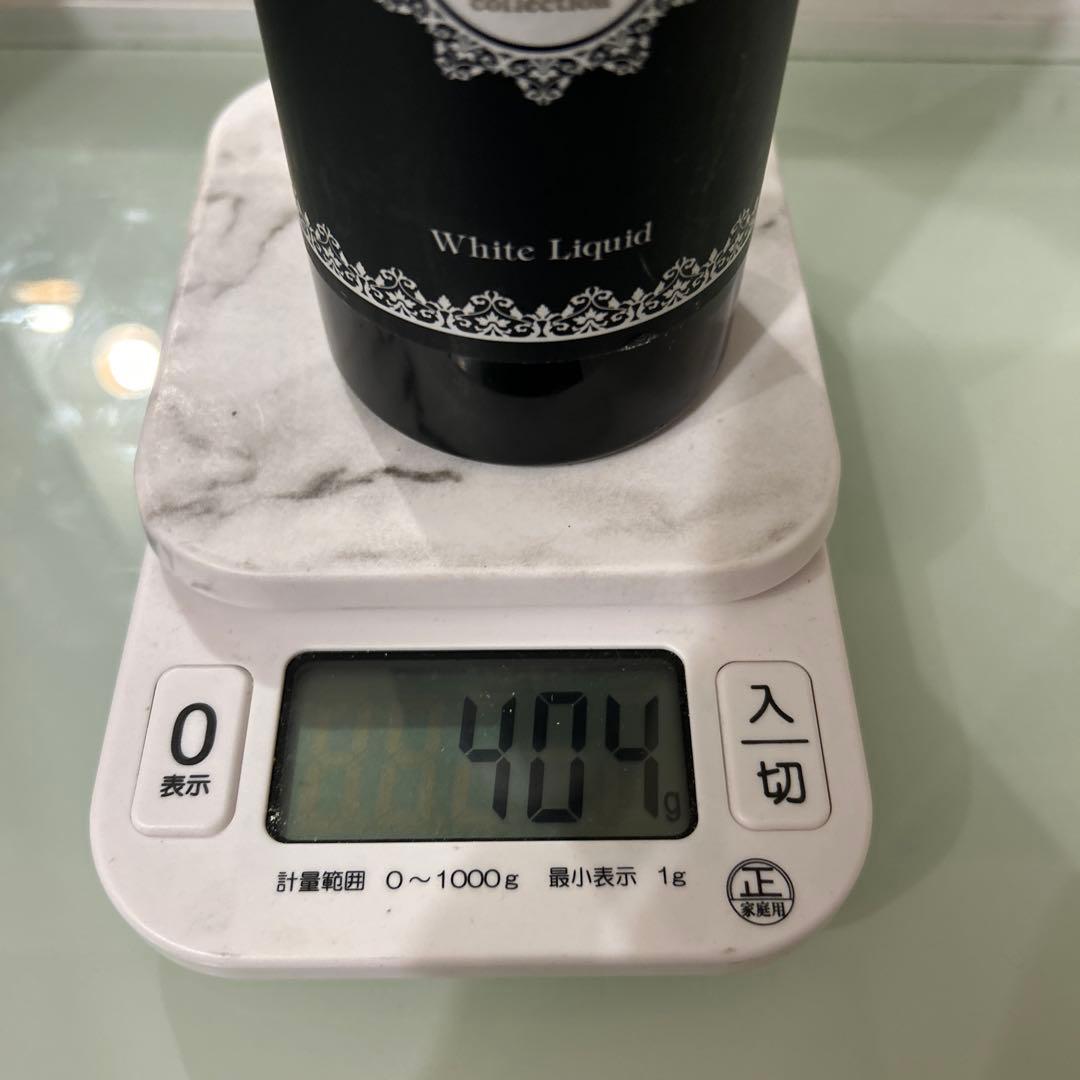 collection
White Liquid
404g
0
表示
入
切
計量範囲 0～1000g 最小表示 1g
正
家庭用